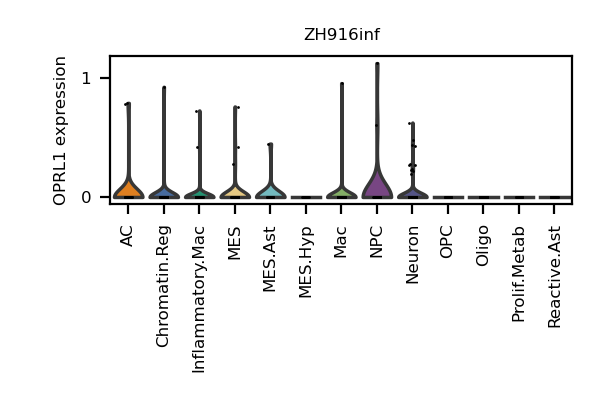 ZH916inf
OPRL1 expression
1
0
AC
Chromatin.Reg
Inflammatory.Mac
MES
MES.Ast
MES.Hyp
Mac
NPC
Neuron
OPC
Oligo
Prolif.Metab
Reactive.Ast